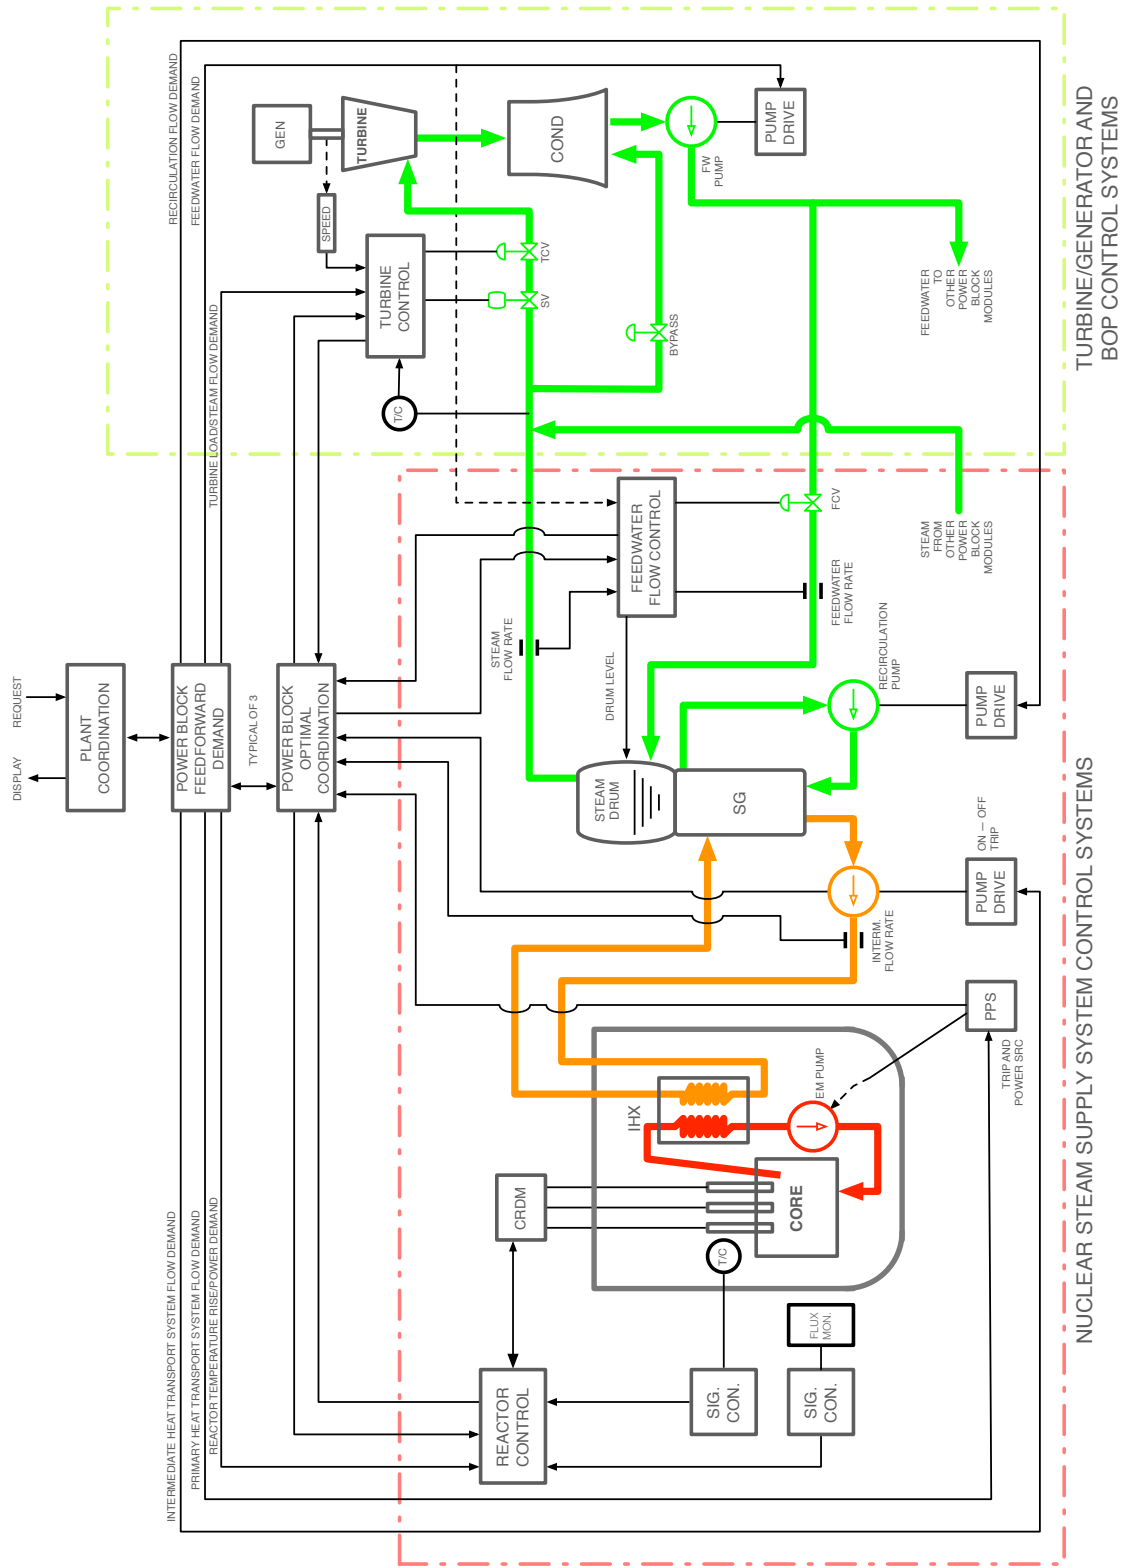 DISPLAY
REQUEST
PLANT
COORDINATION
INTERMEDIATE HEAT TRANSPORT SYSTEM FLOW DEMAND
PRIMARY HEAT TRANSPORT SYSTEM FLOW DEMAND
REACTOR TEMPERATURE RISE/POWER DEMAND
POWER BLOCK
FEEDFORWARD
DEMAND
RECIRCULATION FLOW DEMAND
FEEDWATER FLOW DEMAND
TURBINE LOAD/STEAM FLOW DEMAND
TYPICAL OF 3
POWER BLOCK
OPTIMAL
COORDINATION
REACTOR
CONTROL
CRDM
SIG.
CON.
T/C
SIG.
CON.
FLUX
MON.
CORE
IHX
EM PUMP
PPS
TRIP AND
POWER SRC
INTERM.
FLOW RATE
PUMP
DRIVE
ON – OFF
TRIP
STEAM
DRUM
SG
DRUM LEVEL
STEAM
FLOW RATE
RECIRCULATION
PUMP
PUMP
DRIVE
FEEDWATER
FLOW CONTROL
FEEDWATER
FLOW RATE
FCV
STEAM
FROM
OTHER
POWER
BLOCK
MODULES
NUCLEAR STEAM SUPPLY SYSTEM CONTROL SYSTEMS
T/C
TURBINE
CONTROL
SPEED
GEN
TURBINE
SV
TCV
COND
BYPASS
FW
PUMP
PUMP
DRIVE
FEEDWATER
TO
OTHER
POWER
BLOCK
MODULES
TURBINE/GENERATOR AND
BOP CONTROL SYSTEMS